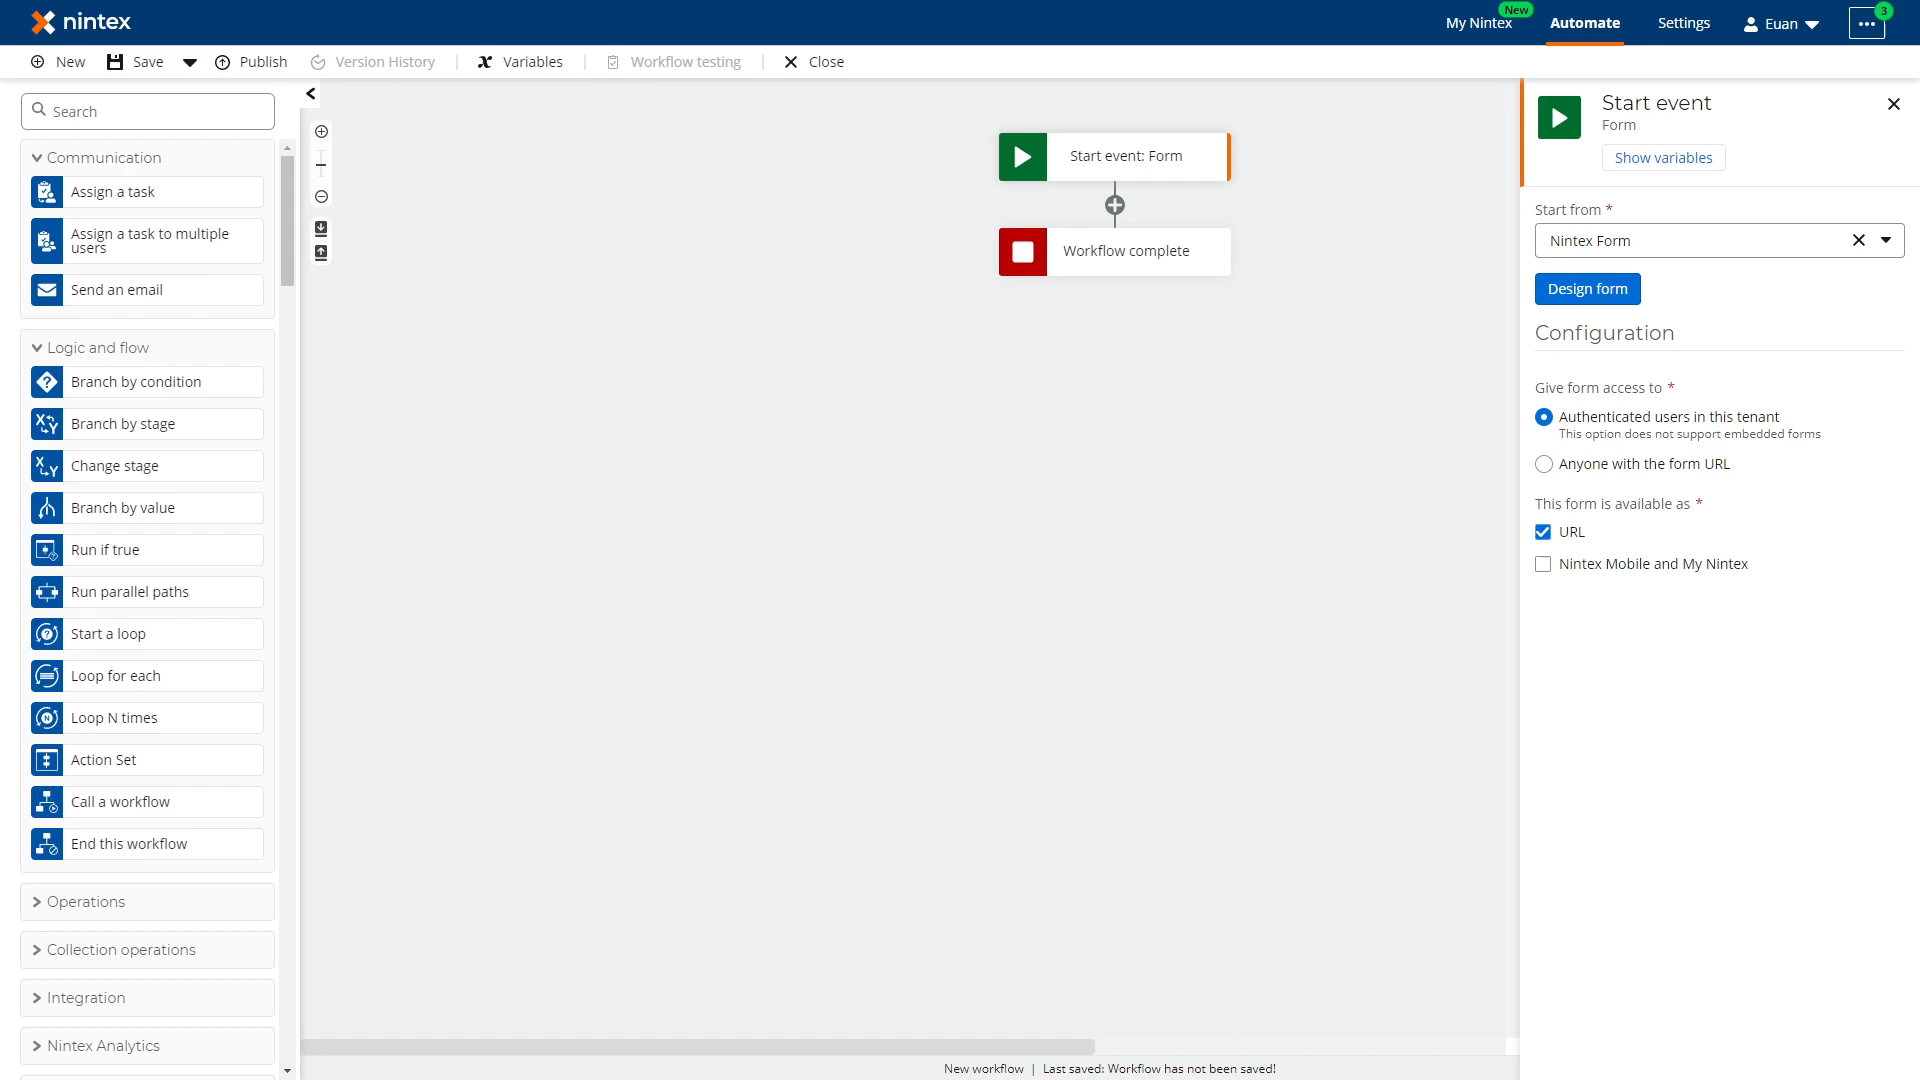 nintex
My Nintex
New
Automate
Settings
Euan
3
New
Save
Publish
Version History
Variables
Workflow testing
Close
Search
Communication
Assign a task
Assign a task to multiple
users
Send an email
Logic and flow
Branch by condition
Branch by stage
Change stage
Branch by value
Run if true
Run parallel paths
Start a loop
Loop for each
Loop N times
Action Set
Call a workflow
End this workflow
Operations
Collection operations
Integration
Nintex Analytics
Start event: Form
Workflow complete
New workflow | Last saved: Workflow has not been saved!
Start event
Form
Show variables
Start from *
Nintex Form
Design form
Configuration
Give form access to *
Authenticated users in this tenant
This option does not support embedded forms
Anyone with the form URL
This form is available as *
URL
Nintex Mobile and My Nintex